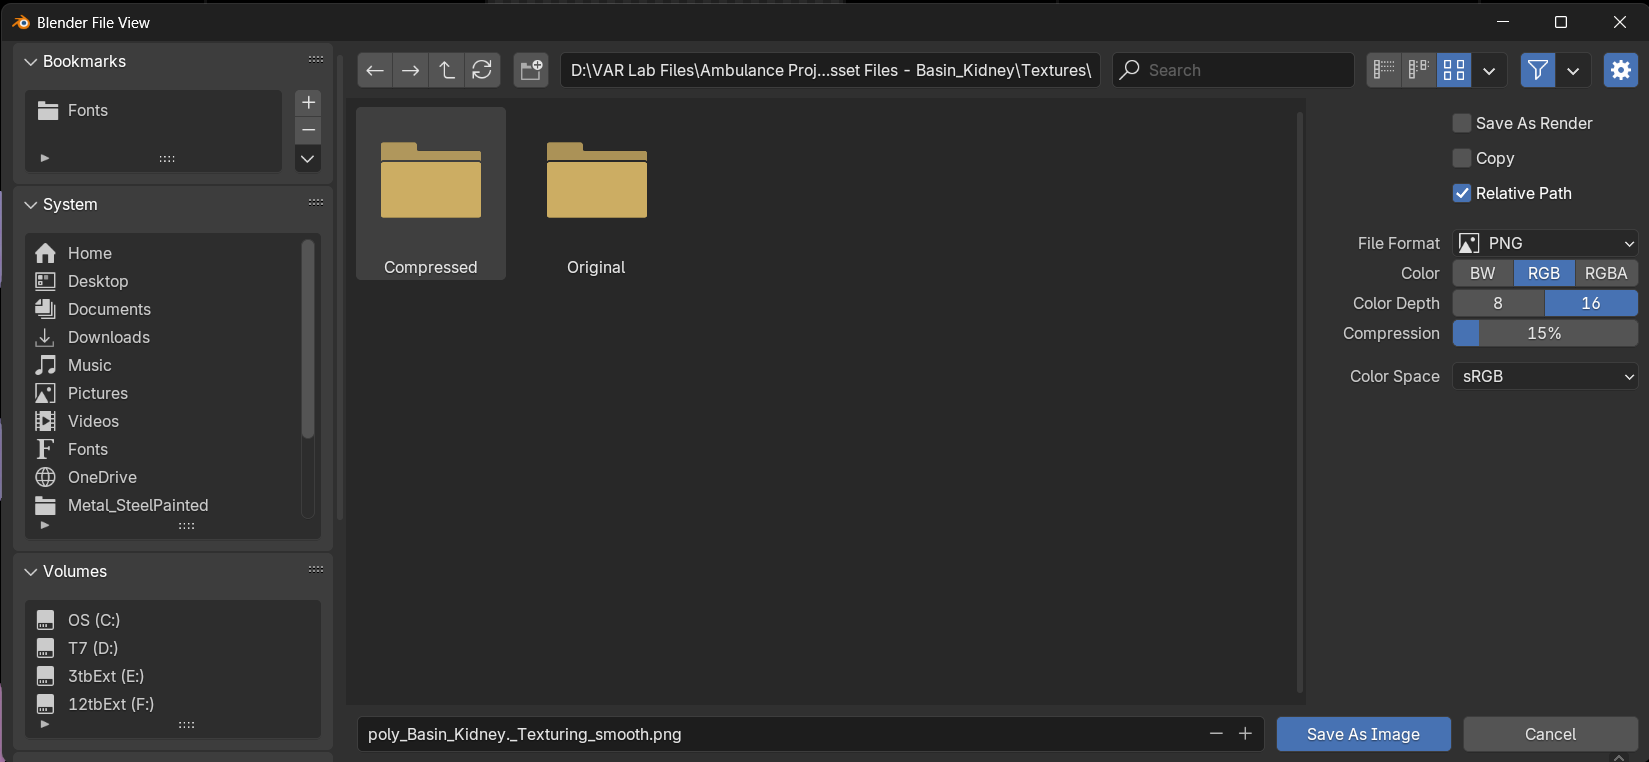 Blender File View
Bookmarks
Fonts
D:\VAR Lab Files\Ambulance Proj...sset Files - Basin_Kidney\Textures\
Search
System
Home
Desktop
Documents
Downloads
Music
Pictures
Videos
Fonts
OneDrive
Metal_SteelPainted
Volumes
OS (C:)
T7 (D:)
3tbExt (E:)
12tbExt (F:)
Compressed
Original
Save As Render
Copy
Relative Path
File Format PNG
Color BW RGB RGBA
Color Depth 8 16
Compression 15%
Color Space sRGB
poly_Basin_Kidney._Texturing_smooth.png
Save As Image
Cancel